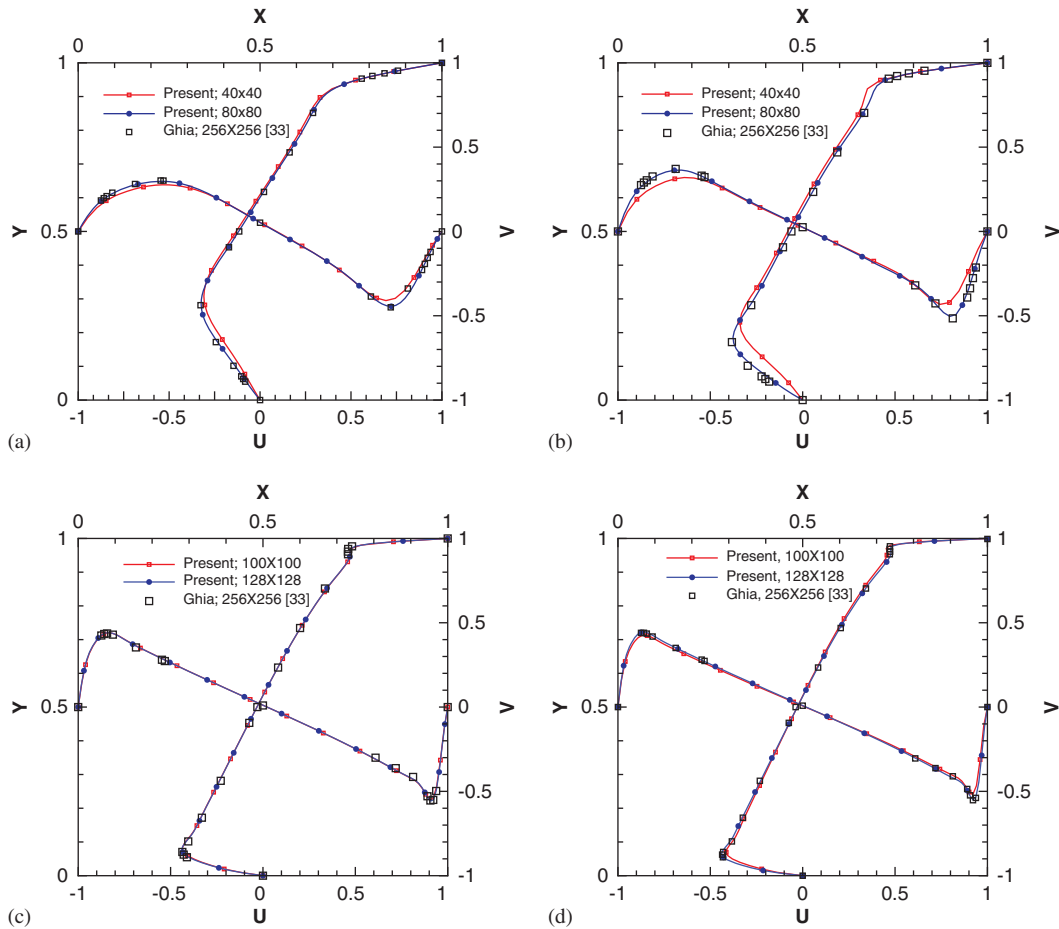 X
0
0.5
1
1
Present; 40x40
Present; 80x80
Ghia; 256X256 [33]
1
0.5
Y
0.5
0
V
-0.5
0
-1
-1
-0.5
0
0.5
1
U
(a)
X
0
0.5
1
1
Present; 40x40
Present; 80x80
Ghia; 256X256 [33]
1
0.5
Y
0.5
0
V
-0.5
0
-1
-1
-0.5
0
0.5
1
U
(b)
X
0
0.5
1
1
Present; 100X100
Present; 128X128
Ghia; 256X256 [33]
1
0.5
Y
0.5
0
V
-0.5
0
-1
-1
-0.5
0
0.5
1
U
(c)
X
0
0.5
1
1
Present, 100X100
Present, 128X128
Ghia, 256X256 [33]
1
0.5
Y
0.5
0
V
-0.5
0
-1
-1
-0.5
0
0.5
1
U
(d)